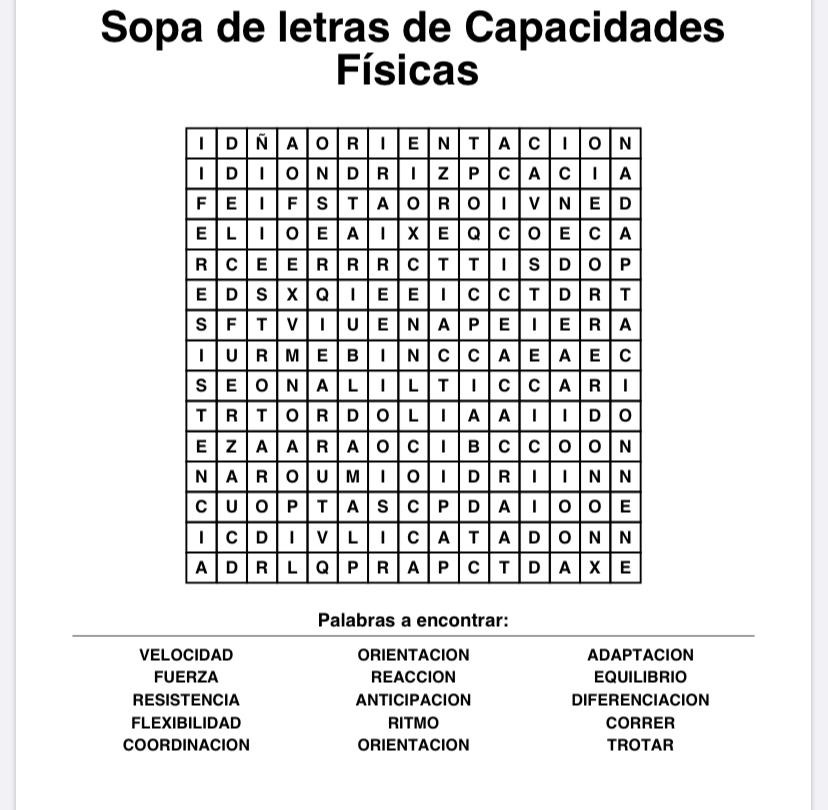 Sopa de letras de Capacidades
Físicas
I D Ñ A O R I E N T A C I O N
I D I O N D R I Z P C A C I A
F E I F S T A O R O I V N E D
E L I O E A I X E Q C O E C A
R C E E R R R C T T I S D O P
E D S X Q I E E I C C T D R T
S F T V I U E N A P E I E R A
I U R M E B I N C C A E A E C
S E O N A L I L T I C C A R I
T R T O R D O L I A A I I D O
E Z A A R A O C I B C C O O N
N A R O U M I O I D R I I N N
C U O P T A S C P D A I O O E
I C D I V L I C A T A D O N N
A D R L Q P R A P C T D A X E
Palabras a encontrar:
VELOCIDAD ORIENTACION ADAPTACION
FUERZA REACCION EQUILIBRIO
RESISTENCIA ANTICIPACION DIFERENCIACION
FLEXIBILIDAD RITMO CORRER
COORDINACION ORIENTACION TROTAR